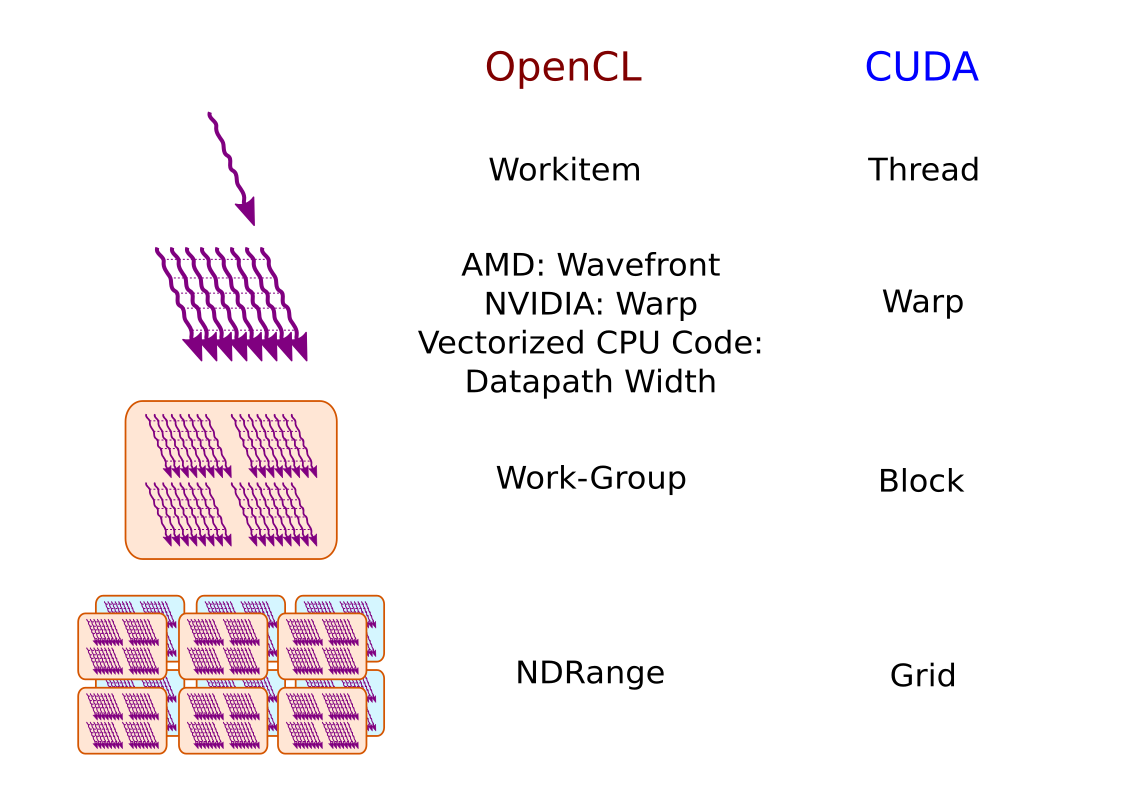 OpenCL
CUDA
Workitem
Thread
AMD: Wavefront
NVIDIA: Warp
Vectorized CPU Code:
Datapath Width
Warp
Work-Group
Block
NDRange
Grid